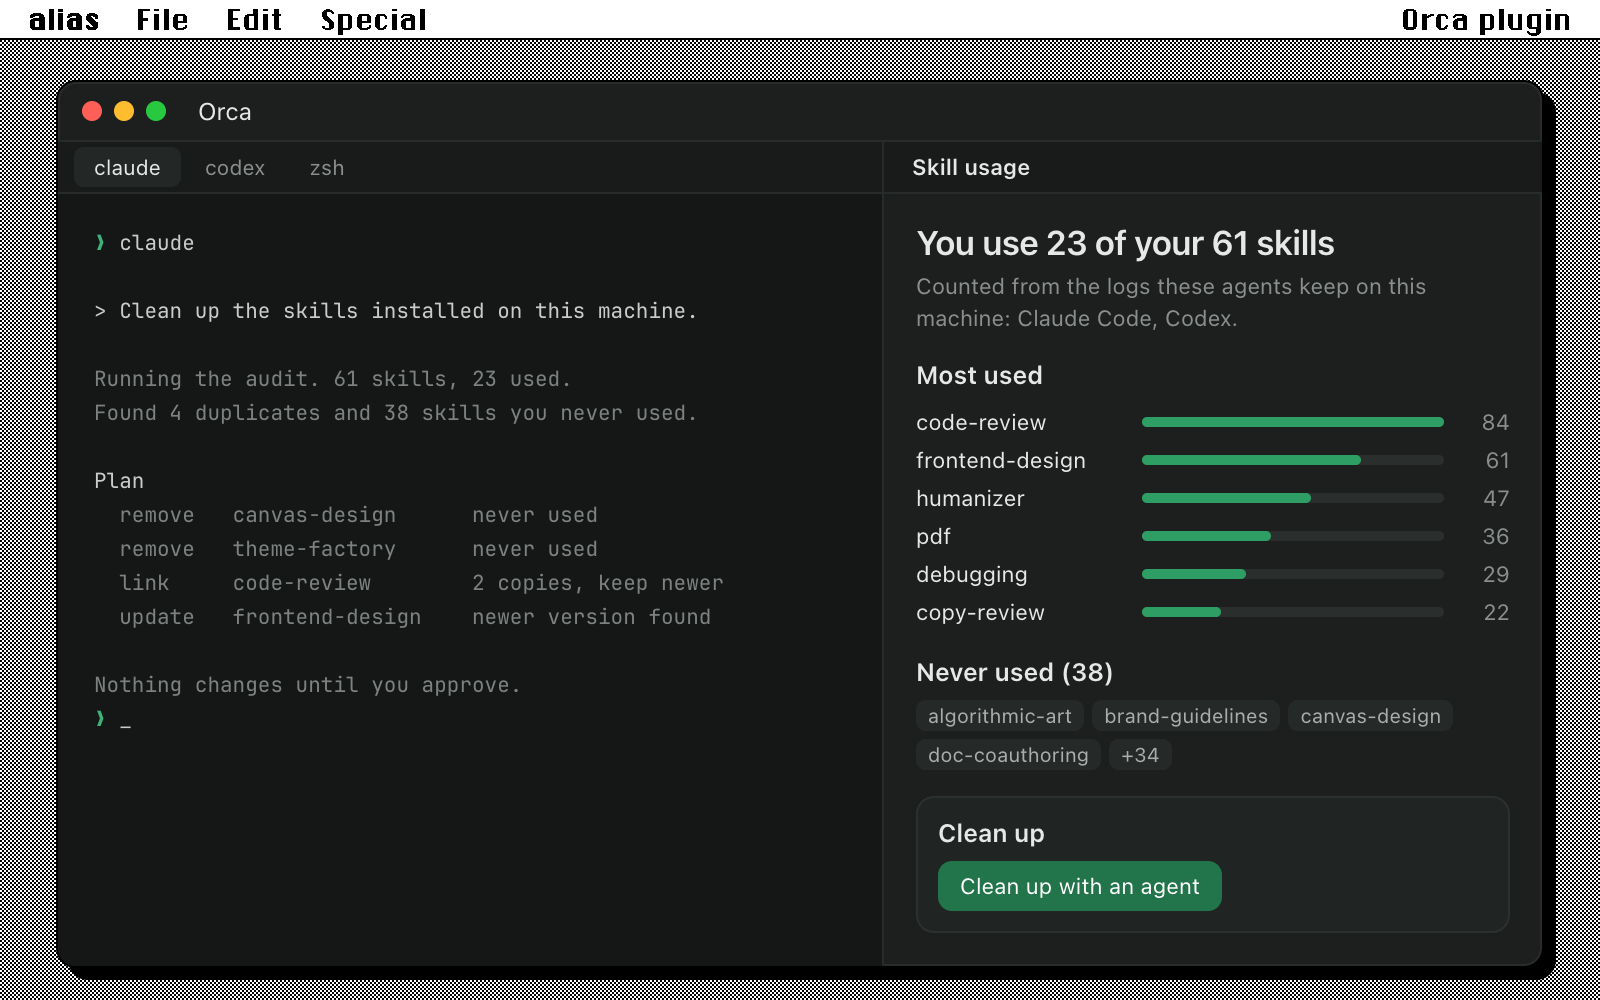 alias File Edit Special Orca plugin
Orca
claude codex zsh
❯ claude
> Clean up the skills installed on this machine.
Running the audit. 61 skills, 23 used.
Found 4 duplicates and 38 skills you never used.
Plan
remove canvas-design never used
remove theme-factory never used
link code-review 2 copies, keep newer
update frontend-design newer version found
Nothing changes until you approve.
❯ _
Skill usage
You use 23 of your 61 skills
Counted from the logs these agents keep on this
machine: Claude Code, Codex.
Most used
code-review 84
frontend-design 61
humanizer 47
pdf 36
debugging 29
copy-review 22
Never used (38)
algorithmic-art brand-guidelines canvas-design
doc-coauthoring +34
Clean up
Clean up with an agent